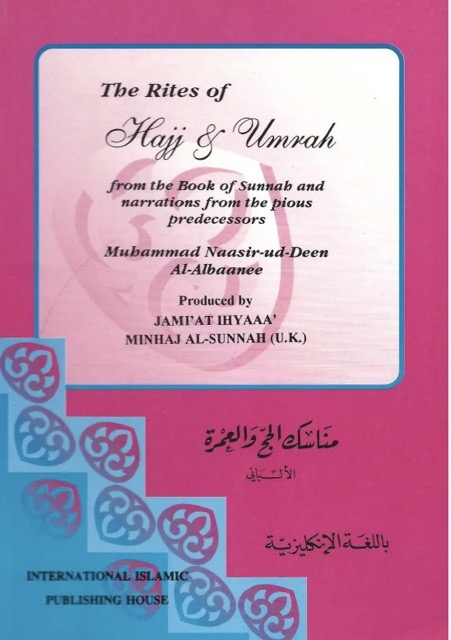 The Rites of
Hajj & Umrah
from the Book of Sunnah and
narrations from the pious
predecessors
Muhammad Naasir-ud-Deen
Al-Albaanee
Produced by
JAMI'AT IHYAAA'
MINHAJ AL-SUNNAH (U.K.)
مناسك الحج والعمرة
الألباني
باللغة الإنكليزية
INTERNATIONAL ISLAMIC
PUBLISHING HOUSE